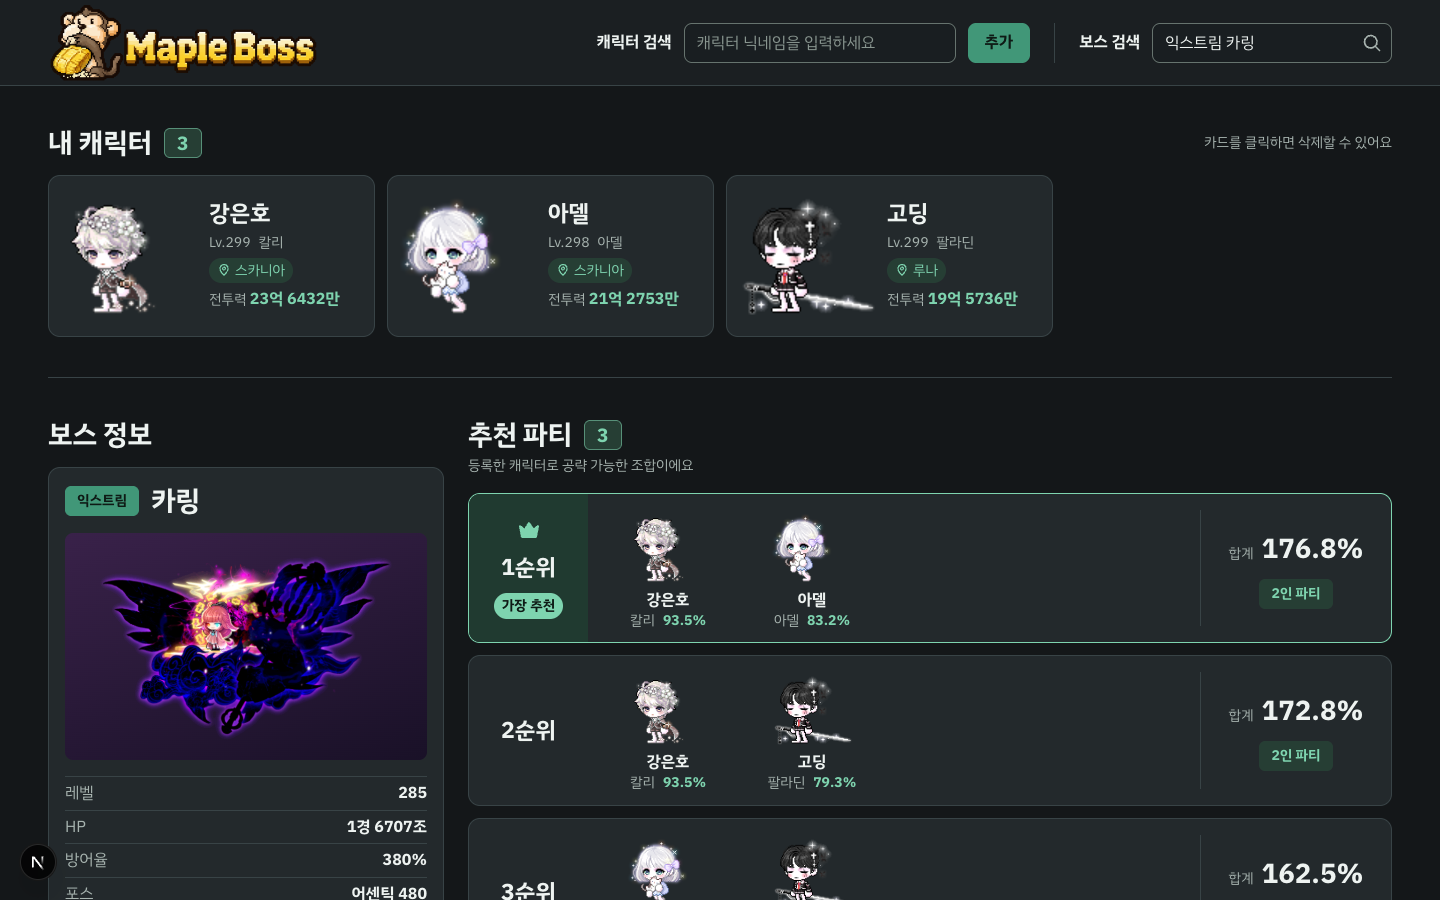 Maple Boss
캐릭터 검색
캐릭터 닉네임을 입력하세요
추가
보스 검색
익스트림 카링
내 캐릭터 3
카드를 클릭하면 삭제할 수 있어요
강은호
Lv.299 칼리
스카니아
전투력 23억 6432만
아델
Lv.298 아델
스카니아
전투력 21억 2753만
고딩
Lv.299 팔라딘
루나
전투력 19억 5736만
보스 정보
익스트림 카링
레벨 285
HP 1경 6707조
방어율 380%
포스 어센틱 480
추천 파티 3
등록한 캐릭터로 공략 가능한 조합이에요
1순위
가장 추천
강은호
칼리 93.5%
아델
아델 83.2%
합계 176.8%
2인 파티
2순위
강은호
칼리 93.5%
고딩
팔라딘 79.3%
합계 172.8%
2인 파티
3순위
합계 162.5%
N